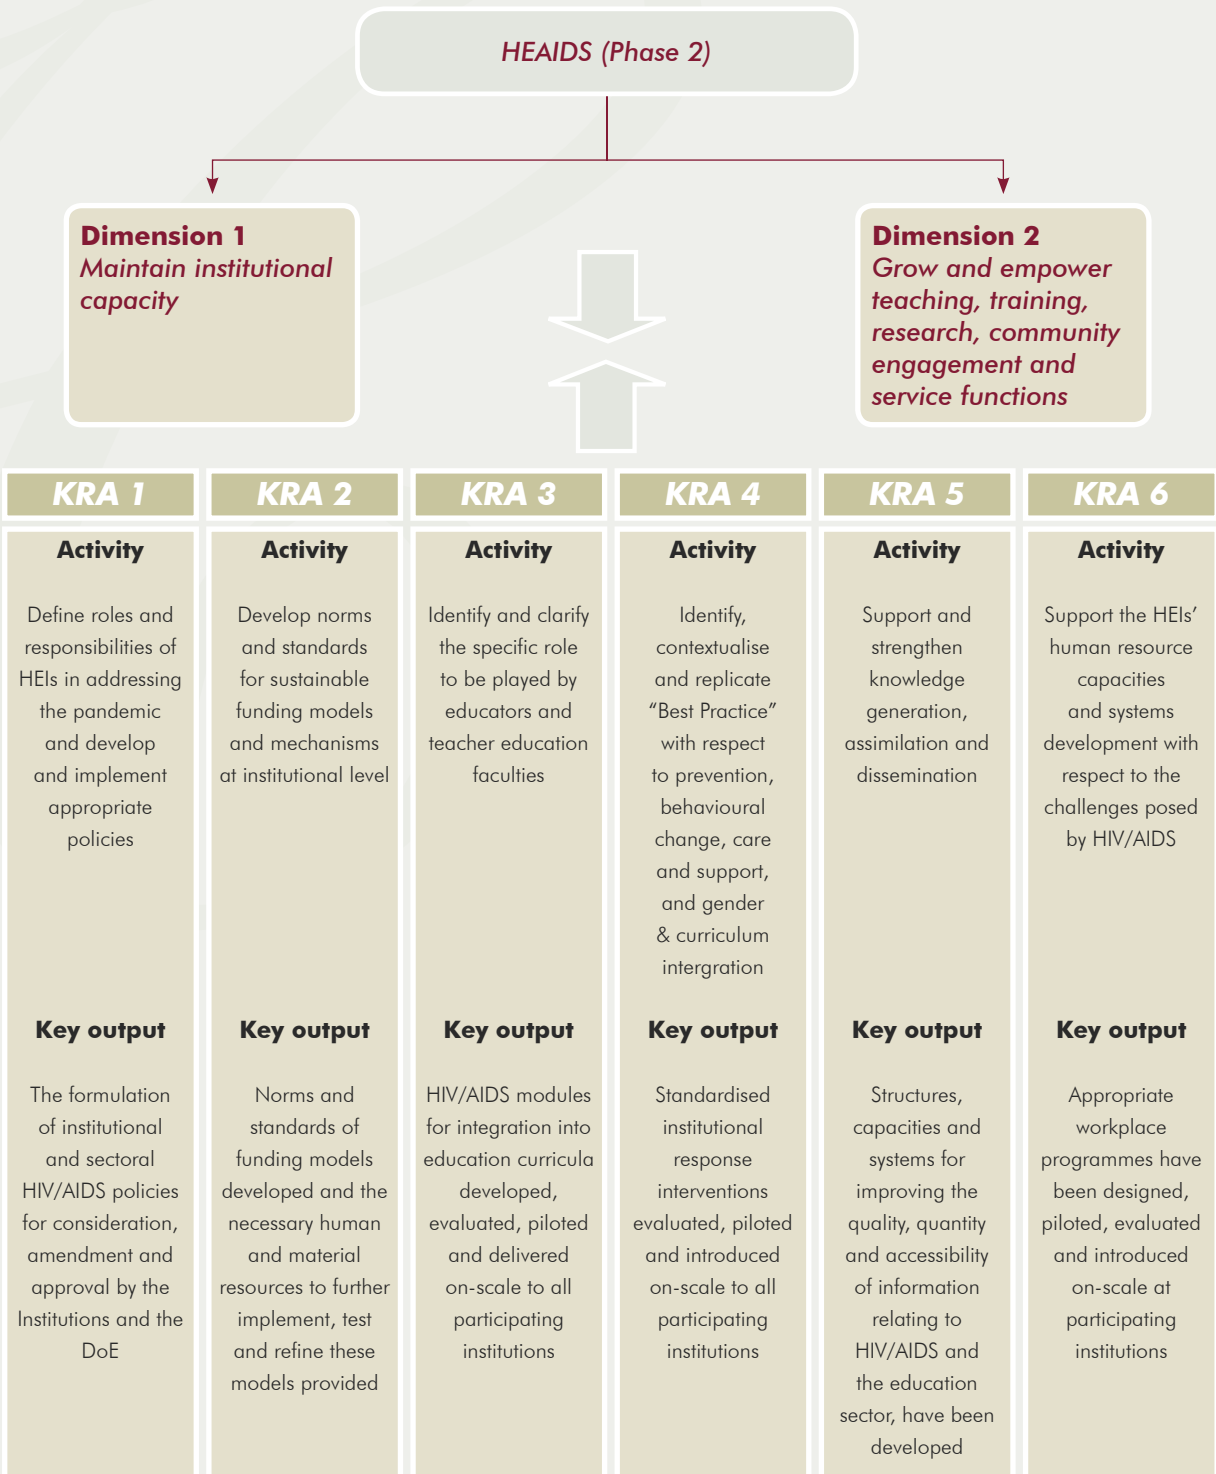 HEAIDS (Phase 2)
Dimension 1
Maintain institutional
capacity
Dimension 2
Grow and empower
teaching, training,
research, community
engagement and
service functions
KRA 1
Activity
Define roles and
responsibilities of
HEIs in addressing
the pandemic
and develop
and implement
appropriate
policies
Key output
The formulation
of institutional
and sectoral
HIV/AIDS policies
for consideration,
amendment and
approval by the
Institutions and the
DoE
KRA 2
Activity
Develop norms
and standards
for sustainable
funding models
and mechanisms
at institutional level
Key output
Norms and
standards of
funding models
developed and the
necessary human
and material
resources to further
implement, test
and refine these
models provided
KRA 3
Activity
Identify and clarify
the specific role
to be played by
educators and
teacher education
faculties
Key output
HIV/AIDS modules
for integration into
education curricula
developed,
evaluated, piloted
and delivered
on-scale to all
participating
institutions
KRA 4
Activity
Identify,
contextualise
and replicate
“Best Practice”
with respect
to prevention,
behavioural
change, care
and support,
and gender
& curriculum
intergration
Key output
Standardised
institutional
response
interventions
evaluated, piloted
and introduced
on-scale to all
participating
institutions
KRA 5
Activity
Support and
strengthen
knowledge
generation,
assimilation and
dissemination
Key output
Structures,
capacities and
systems for
improving the
quality, quantity
and accessibility
of information
relating to
HIV/AIDS and
the education
sector, have been
developed
KRA 6
Activity
Support the HEIs’
human resource
capacities
and systems
development with
respect to the
challenges posed
by HIV/AIDS
Key output
Appropriate
workplace
programmes have
been designed,
piloted, evaluated
and introduced
on-scale at
participating
institutions